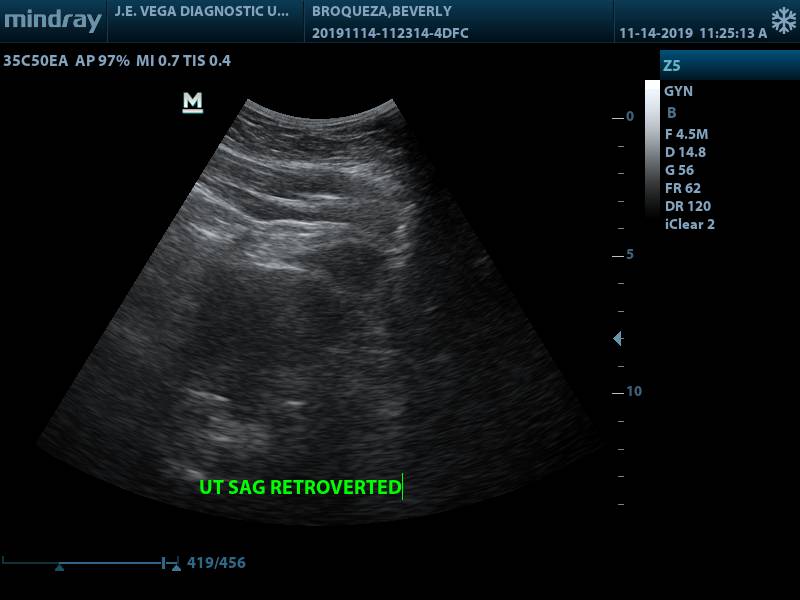 mindray
J.E. VEGA DIAGNOSTIC U...
BROQUEZA,BEVERLY
20191114-112314-4DFC
11-14-2019 11:25:13 A
35C50EA AP 97% MI 0.7 TIS 0.4
Z5
M
GYN
B
F 4.5M
D 14.8
G 56
FR 62
DR 120
iClear 2
0
5
10
UT SAG RETROVERTED
419/456